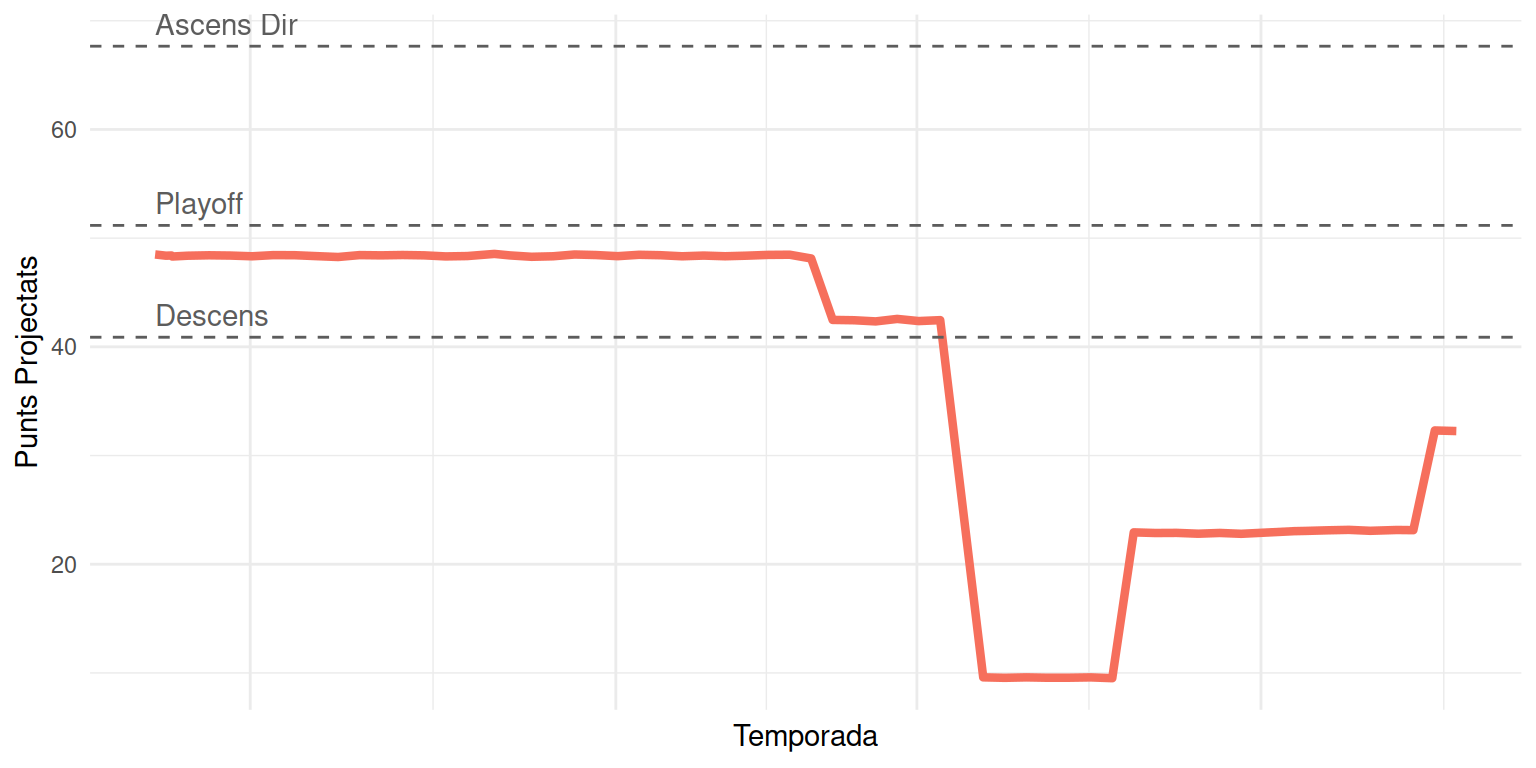 Ascens Dir
60
Playoff
Descens
40
20
Punts Projectats
Temporada